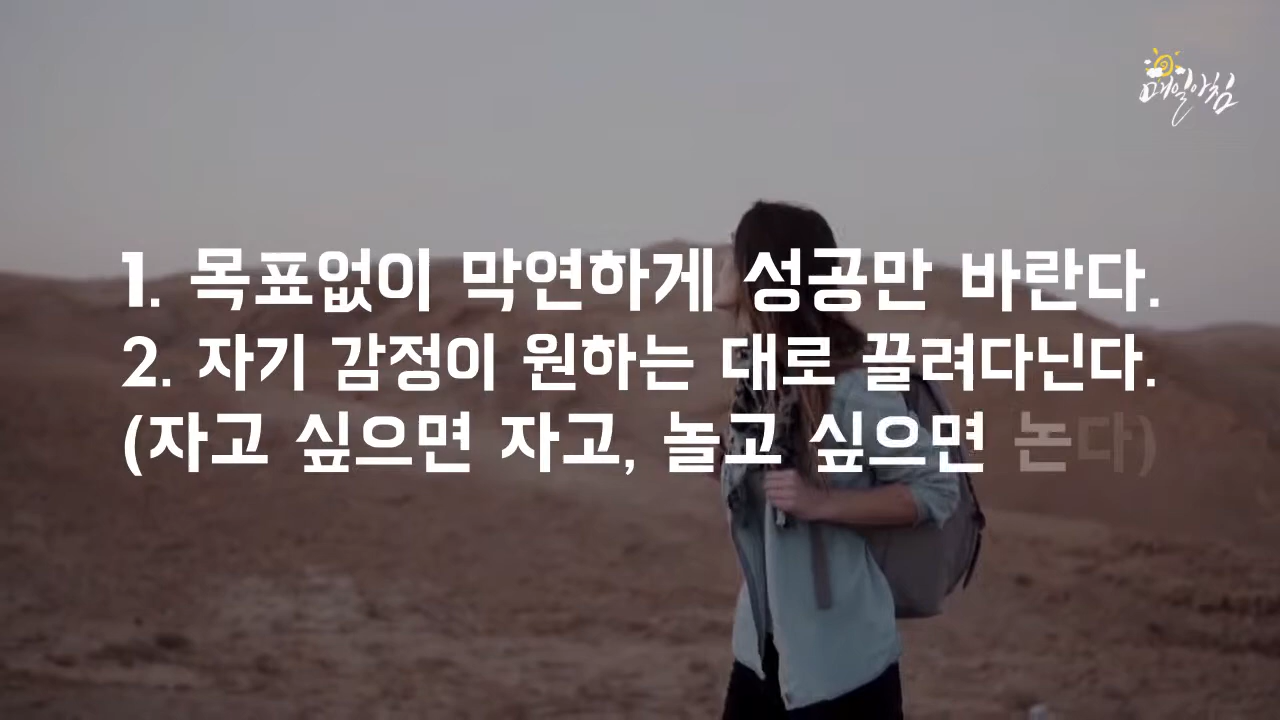 매일아침
1. 목표없이 막연하게 성공만 바란다.
2. 자기 감정이 원하는 대로 끌려다닌다.
(자고 싶으면 자고, 놀고 싶으면 논다)